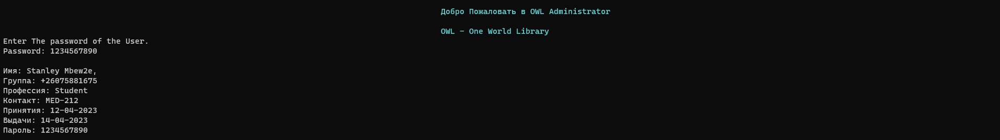 Добро Пожаловать в OWL Administrator
OWL - One World Library
Enter The password of the User.
Password: 1234567890
Имя: Stanley Mbew2e,
Группа: +26075881675
Профессия: Student
Контакт: MED-212
Принятия: 12-04-2023
Выдачи: 14-04-2023
Пароль: 1234567890